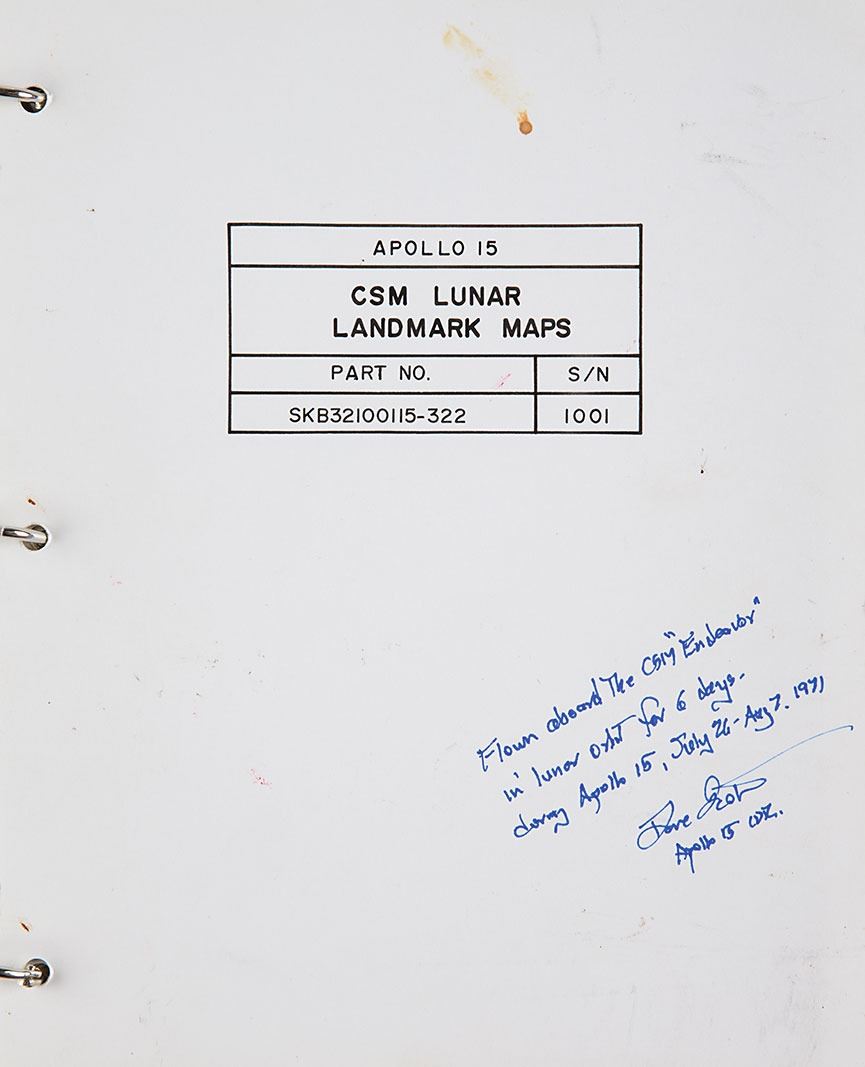 APOLLO 15
CSM LUNAR
LANDMARK MAPS
PART NO. S/N
SKB32100115-322 1001
Flown aboard The CSM "Endeavor"
in lunar orbit for 6 days.
during Apollo 15, July 26 - Aug 7. 1971
Dave Scott
Apollo 15 CDR.